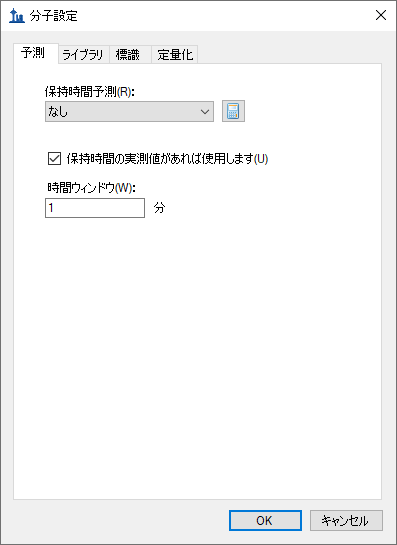 分子設定
予測
ライブラリ
標識
定量化
保持時間予測(R):
なし
保持時間の実測値があれば使用します(U)
時間ウィンドウ(W):
1
分
OK
キャンセル